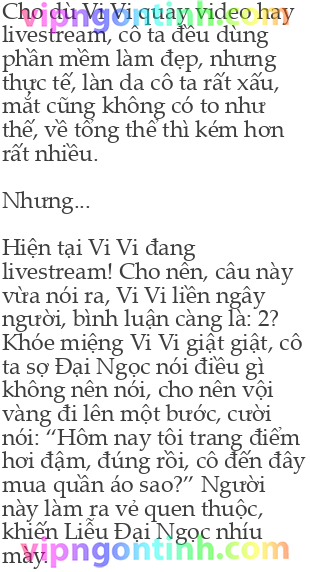 Cho dù Vi Vi quay video hay
vipngontinh.com
livestream, cô ta đều dùng
phần mềm làm đẹp, nhưng
thực tế, làn da cô ta rất xấu,
mắt cũng không có to như
thế, về tổng thể thì kém hơn
rất nhiều.
Nhưng...
Hiện tại Vi Vi đang
livestream! Cho nên, câu này
vừa nói ra, Vi Vi liền ngây
người, bình luận càng là: 2?
Khóe miệng Vi Vi giật giật, cô
ta sợ Đại Ngọc nói điều gì
không nên nói, cho nên vội
vàng đi lên một bước, cười
nói: “Hôm nay tôi trang điểm
hơi đậm, đúng rồi, cô đến đây
mua quần áo sao?” Người
này làm ra vẻ quen thuộc,
khiến Liễu Đại Ngọc nhíu
mày.
vipngontinh.com